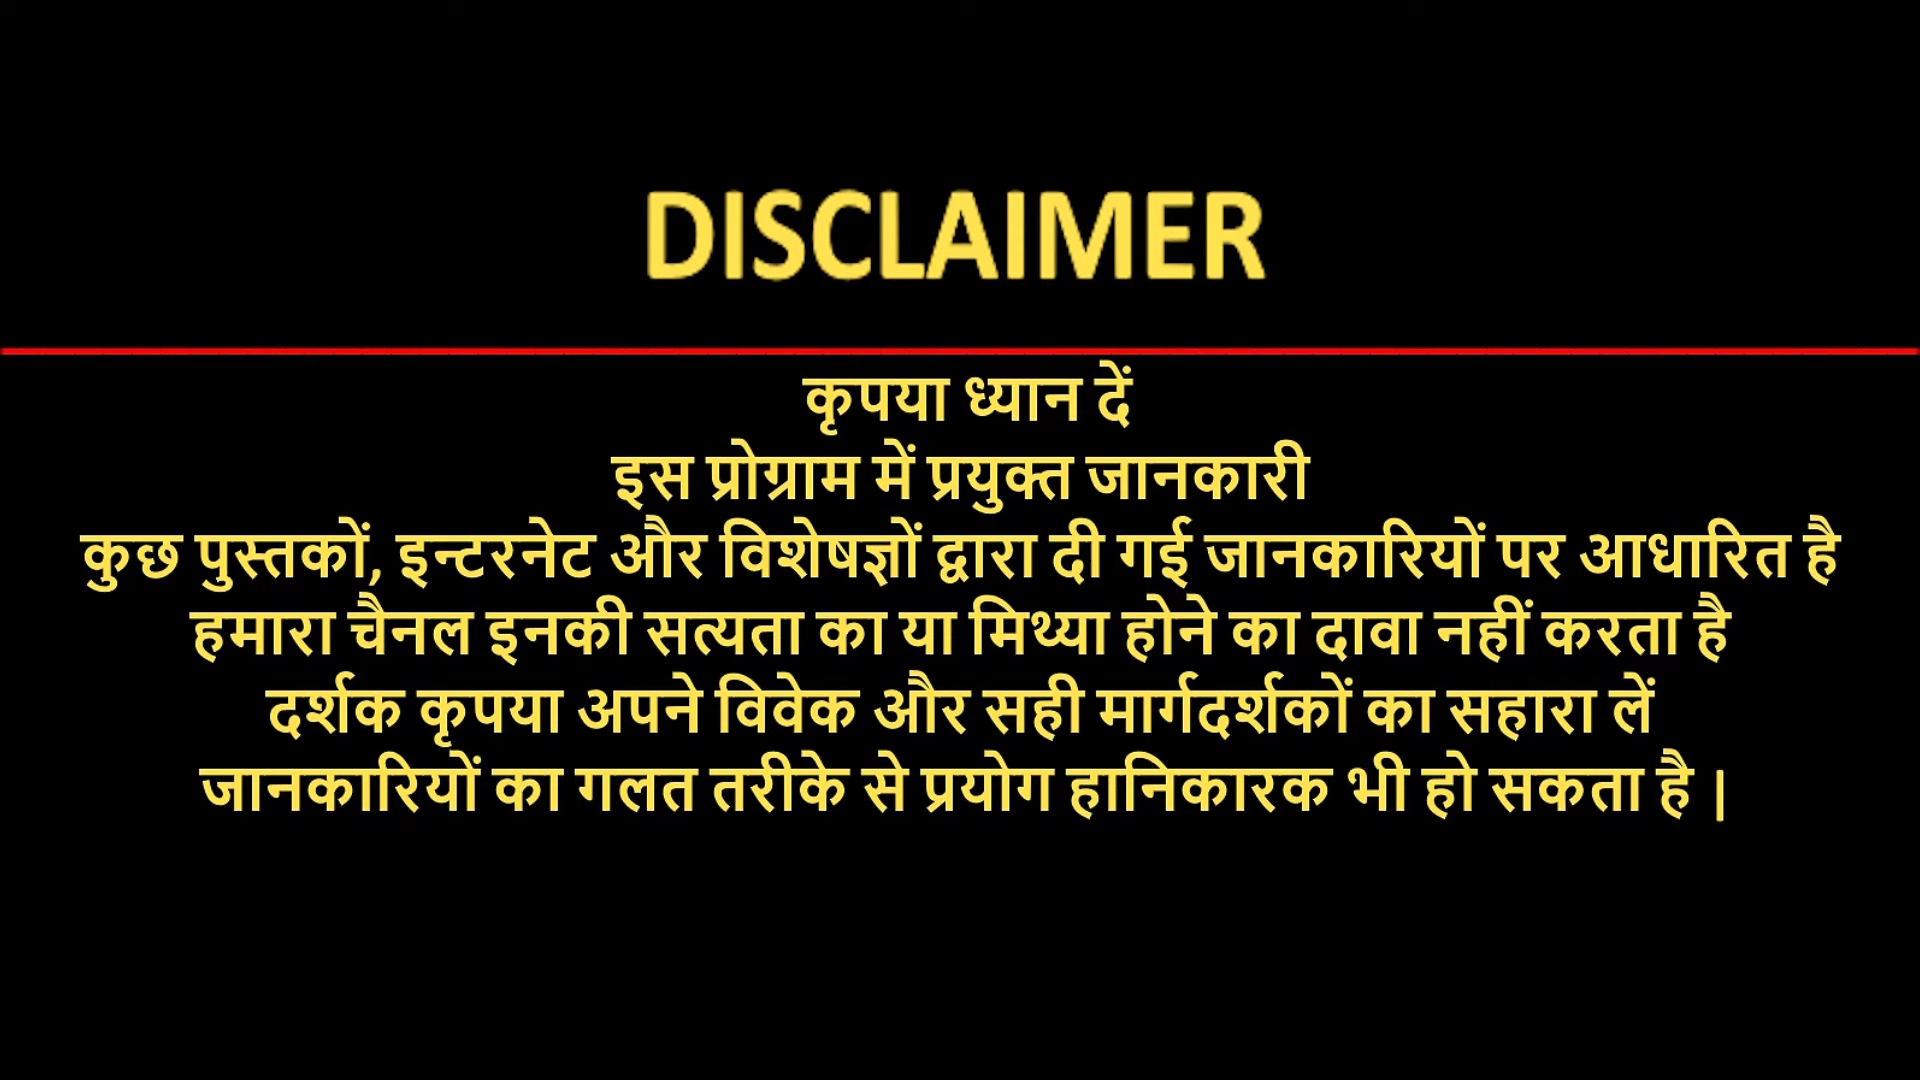 DISCLAIMER
कृपया ध्यान दें
इस प्रोग्राम में प्रयुक्त जानकारी
कुछ पुस्तकों, इन्टरनेट और विशेषज्ञों द्वारा दी गई जानकारियों पर आधारित है
हमारा चैनल इनकी सत्यता का या मिथ्या होने का दावा नहीं करता है
दर्शक कृपया अपने विवेक और सही मार्गदर्शकों का सहारा लें
जानकारियों का गलत तरीके से प्रयोग हानिकारक भी हो सकता है |